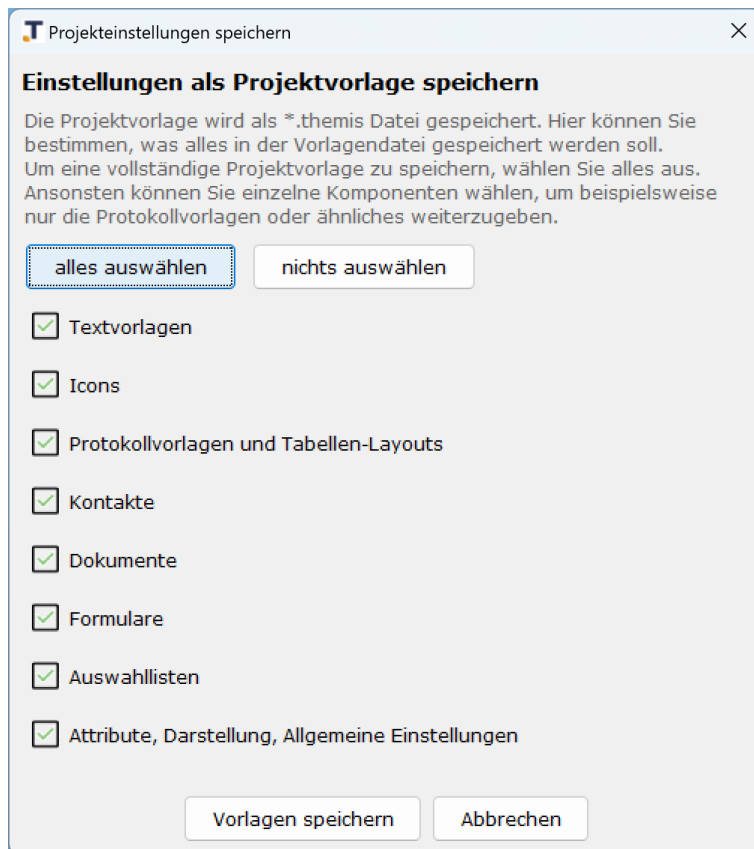 Projekteinstellungen speichern
Einstellungen als Projektvorlage speichern
Die Projektvorlage wird als *.themis Datei gespeichert. Hier können Sie
bestimmen, was alles in der Vorlagendatei gespeichert werden soll.
Um eine vollständige Projektvorlage zu speichern, wählen Sie alles aus.
Ansonsten können Sie einzelne Komponenten wählen, um beispielsweise
nur die Protokollvorlagen oder ähnliches weiterzugeben.
alles auswählen nichts auswählen
Textvorlagen
Icons
Protokollvorlagen und Tabellen-Layouts
Kontakte
Dokumente
Formulare
Auswahllisten
Attribute, Darstellung, Allgemeine Einstellungen
Vorlagen speichern Abbrechen